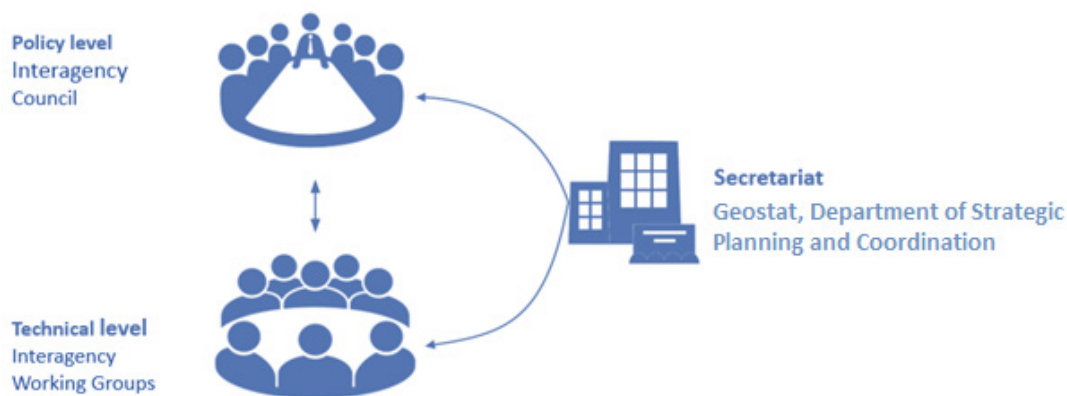 Policy level
Interagency
Council
Secretariat
Geostat, Department of Strategic
Planning and Coordination
Technical level
Interagency
Working Groups